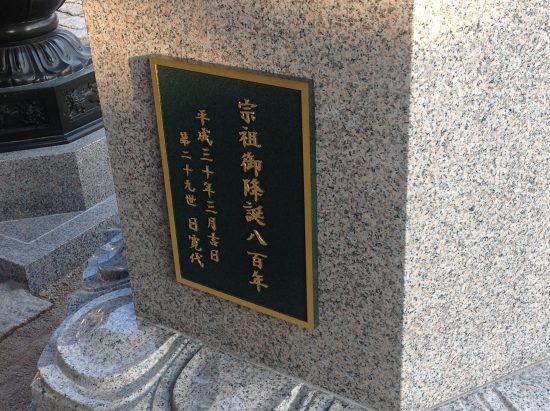 宗祖御降誕八百年
平成三十年三月吉日
第二十九世 日寛代